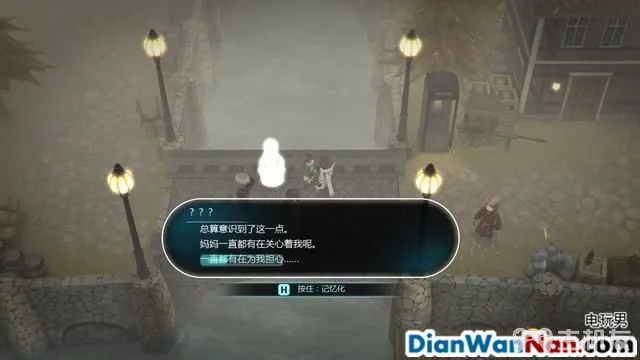 ？？？
总算意识到了这一点。
妈妈一直都有在关心着我呢。
一直都有在为我担心……
H 按住：记忆化
电玩男
DianWanNan.com